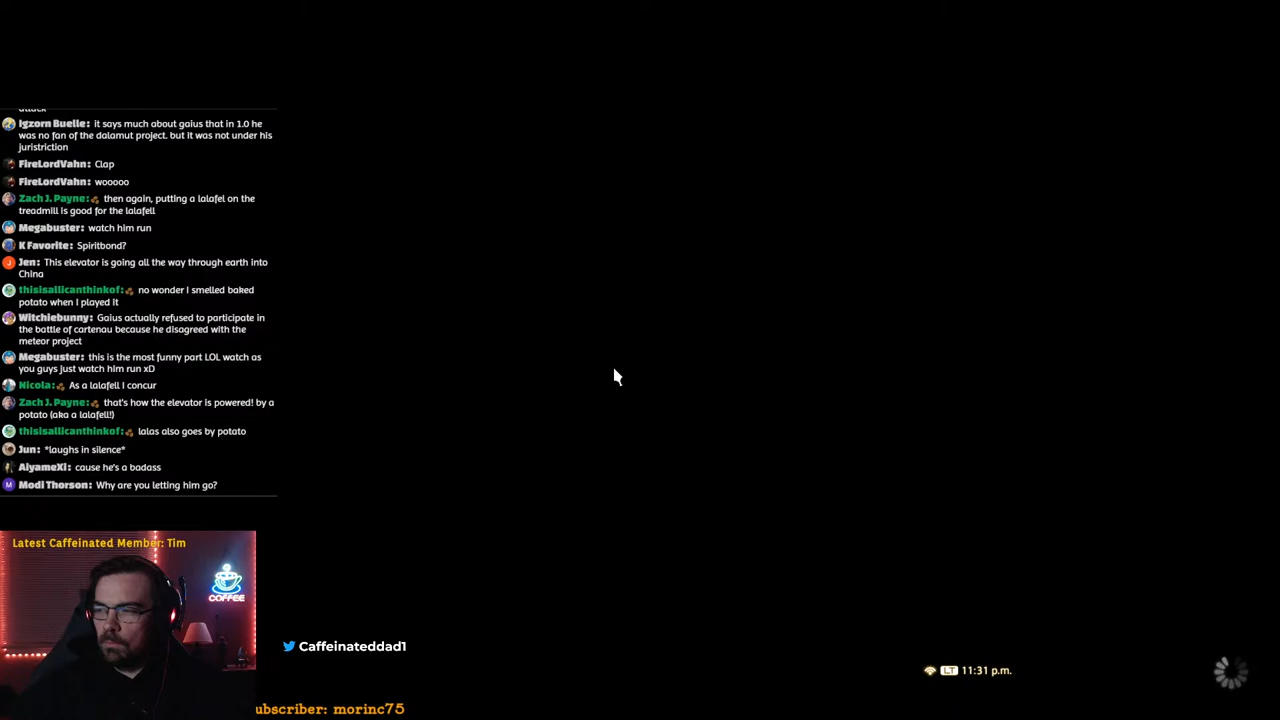 attack
Igzorn Buelle: it says much about gaius that in 1.0 he
was no fan of the dalamut project. but it was not under his
juristriction
FireLordVahn: Clap
FireLordVahn: wooooo
Zach J. Payne: then again, putting a lalafel on the
treadmill is good for the lalafell
Megabuster: watch him run
K Favorite: Spiritbond?
Jen: This elevator is going all the way through earth into
China
thisisallicanthinkof: no wonder I smelled baked
potato when I played it
Witchiebunny: Gaius actually refused to participate in
the battle of cartenau because he disagreed with the
meteor project
Megabuster: this is the most funny part LOL watch as
you guys just watch him run xD
Nicola: As a lalafell I concur
Zach J. Payne: that's how the elevator is powered! by a
potato (aka a lalafell!)
thisisallicanthinkof: lalas also goes by potato
Jun: *laughs in silence*
AiyameXI: cause he's a badass
M Modi Thorson: Why are you letting him go?
Latest Caffeinated Member: Tim
COFFEE
Caffeinateddad1
LT 11:31 p.m.
ubscriber: morinc75